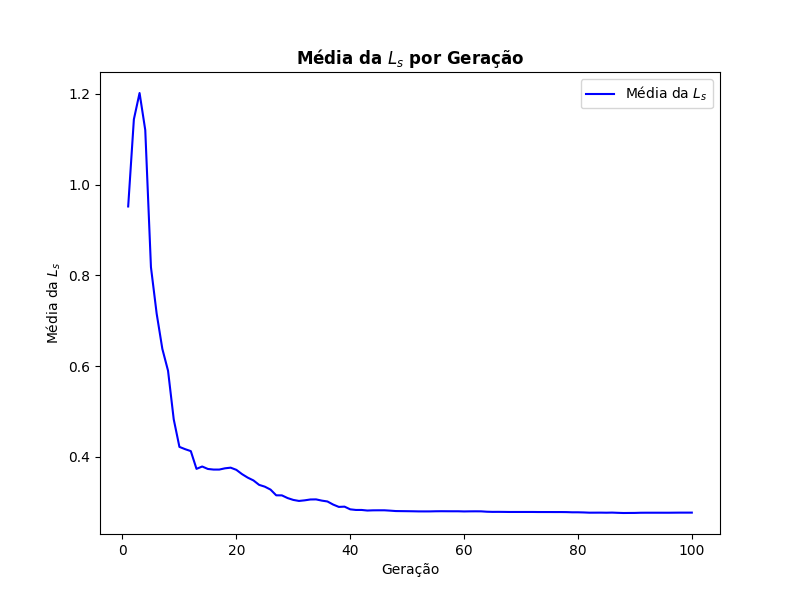 Média da $L_s$ por Geração
Média da $L_s$
1.2
1.0
0.8
0.6
0.4
Média da $L_s$
0 20 40 60 80 100
Geração